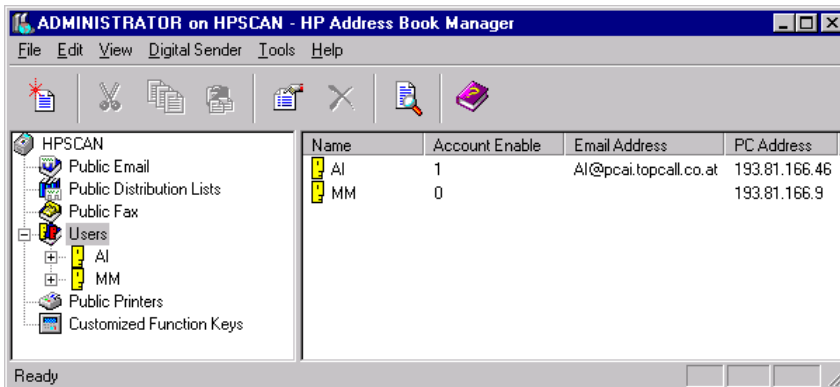 ADMINISTRATOR on HPSCAN - HP Address Book Manager
File Edit View Digital Sender Tools Help
HPSCAN
Public Email
Public Distribution Lists
Public Fax
Users
AI
MM
Public Printers
Customized Function Keys
Name Account Enable Email Address PC Address
AI 1 AI@pcai.topcall.co.at 193.81.166.46
MM 0 193.81.166.9
Ready